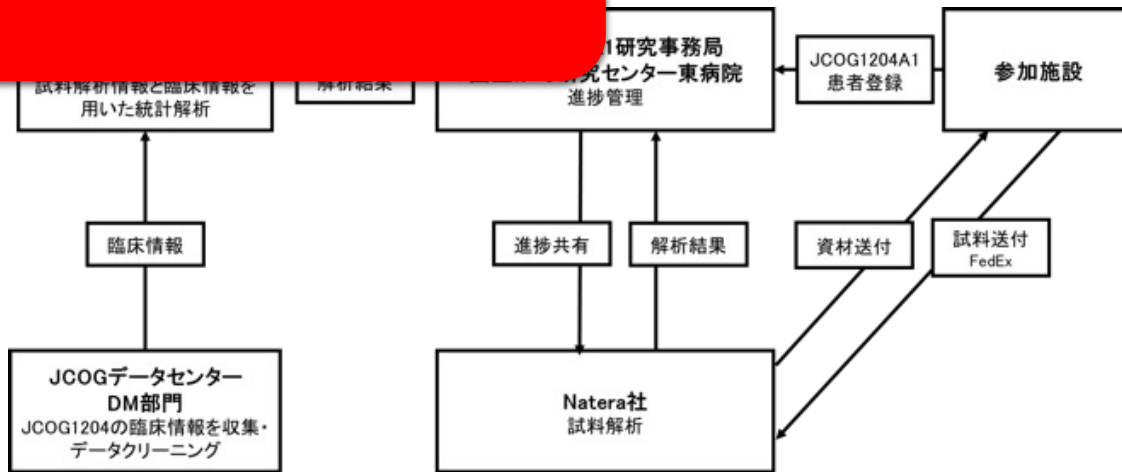 1研究事務局
研究センター東病院
進捗管理
JCOG1204A1
患者登録
参加施設
試料解析情報と臨床情報を
用いた統計解析
解析結果
臨床情報
進捗共有
解析結果
資材送付
試料送付
FedEx
JCOGデータセンター
DM部門
JCOG1204の臨床情報を収集・
データクリーニング
Natera社
試料解析